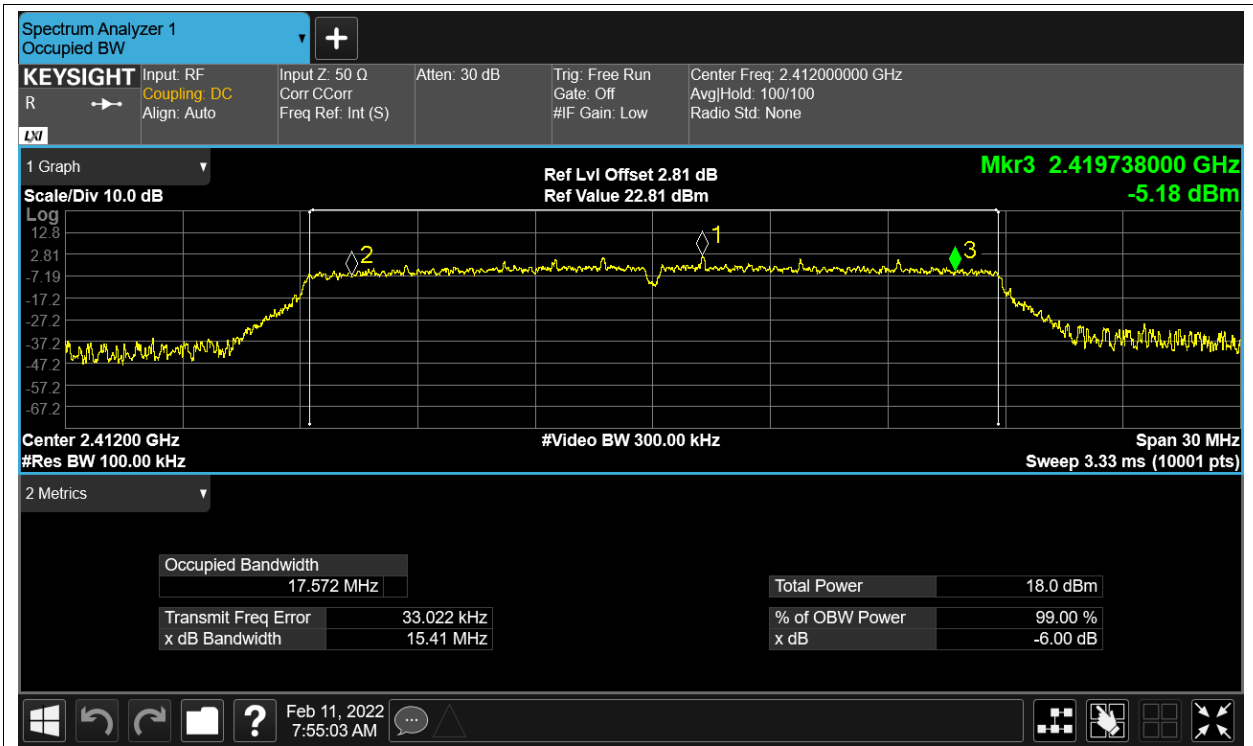 Spectrum Analyzer 1
Occupied BW
KEYSIGHT
R
LXI
Input: RF
Coupling: DC
Align: Auto
Input Z: 50 Ω
Corr CCorr
Freq Ref: Int (S)
Atten: 30 dB
Trig: Free Run
Gate: Off
#IF Gain: Low
Center Freq: 2.412000000 GHz
Avg|Hold: 100/100
Radio Std: None
1 Graph
Scale/Div 10.0 dB
Ref Lvl Offset 2.81 dB
Ref Value 22.81 dBm
Mkr3 2.419738000 GHz
-5.18 dBm
Log
12.8
2.81
-7.19
-17.2
-27.2
-37.2
-47.2
-57.2
-67.2
2
1
3
Center 2.41200 GHz
#Res BW 100.00 kHz
#Video BW 300.00 kHz
Span 30 MHz
Sweep 3.33 ms (10001 pts)
2 Metrics
Occupied Bandwidth
17.572 MHz
Transmit Freq Error 33.022 kHz
x dB Bandwidth 15.41 MHz
Total Power 18.0 dBm
% of OBW Power 99.00 %
x dB -6.00 dB
?
Feb 11, 2022
7:55:03 AM